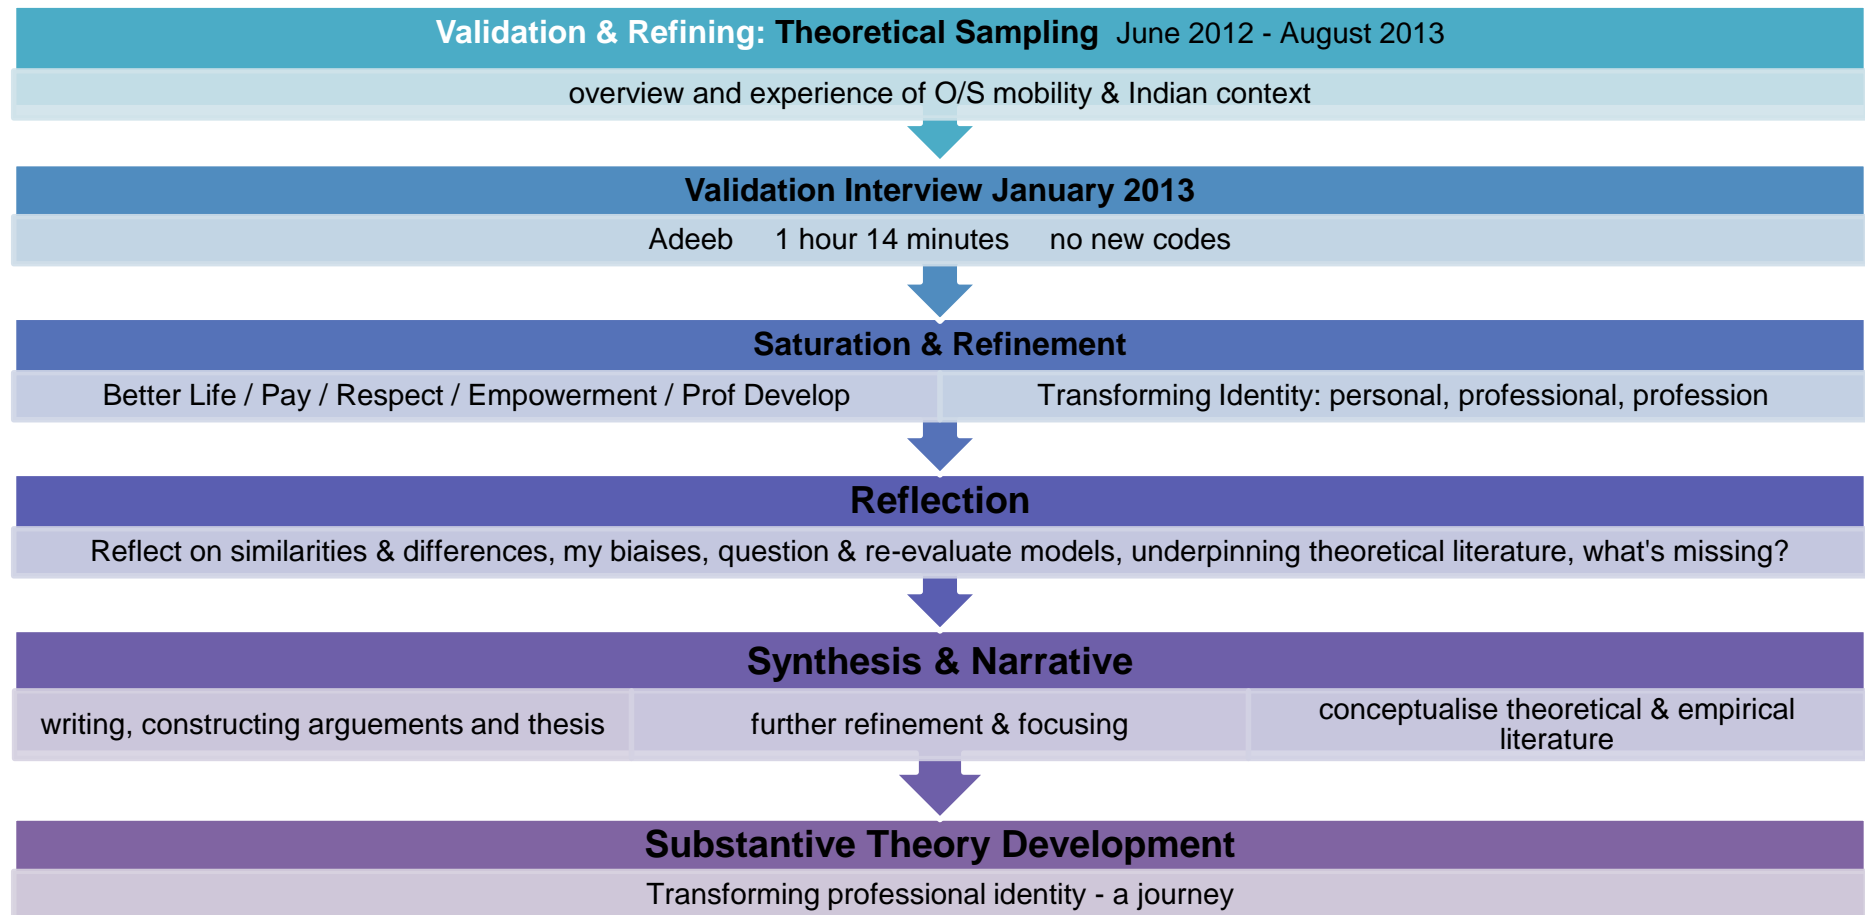 Validation & Refining: Theoretical Sampling June 2012 - August 2013
overview and experience of O/S mobility & Indian context
Validation Interview January 2013
Adeeb 1 hour 14 minutes no new codes
Saturation & Refinement
Better Life / Pay / Respect / Empowerment / Prof Develop
Transforming Identity: personal, professional, profession
Reflection
Reflect on similarities & differences, my biaises, question & re-evaluate models, underpinning theoretical literature, what's missing?
Synthesis & Narrative
writing, constructing arguements and thesis
further refinement & focusing
conceptualise theoretical & empirical
literature
Substantive Theory Development
Transforming professional identity - a journey